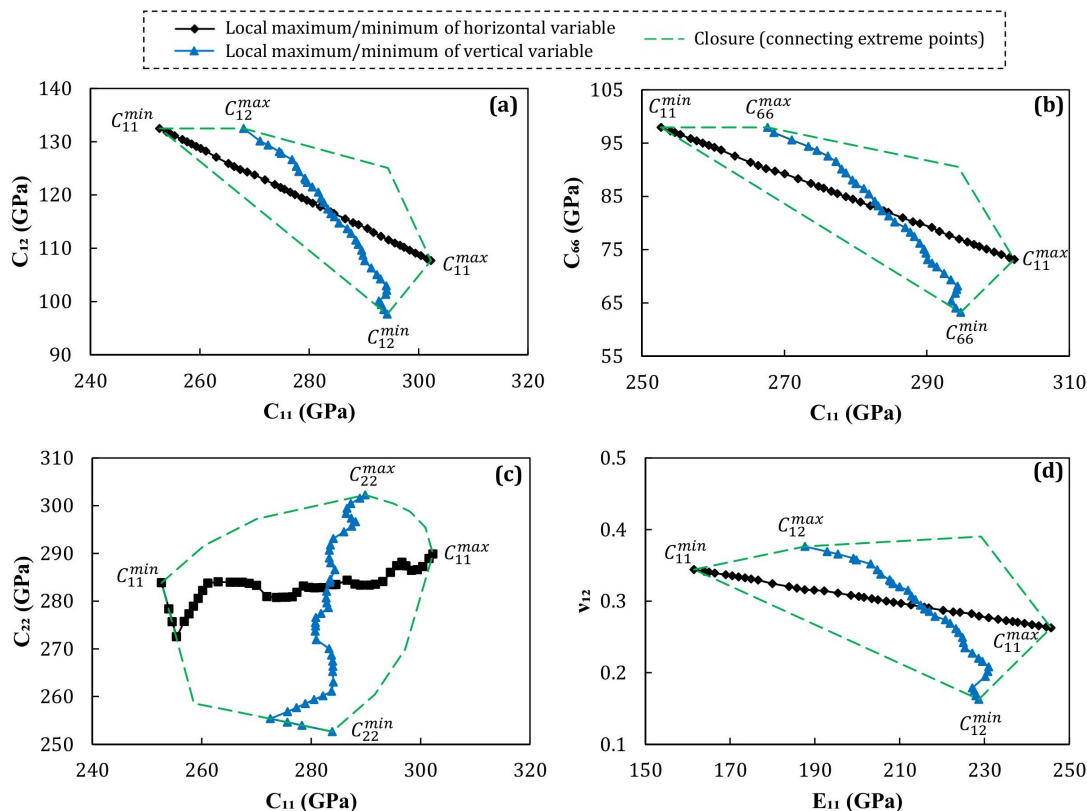 Local maximum/minimum of horizontal variable
Local maximum/minimum of vertical variable
Closure (connecting extreme points)
(a)
C₁₂ (GPa)
140
130
120
110
100
90
240
260
280
300
320
C₁₁ (GPa)
C₁₁^min
C₁₂^max
C₁₁^max
C₁₂^min
(b)
C₆₆ (GPa)
105
95
85
75
65
55
250
270
290
310
C₁₁ (GPa)
C₁₁^min
C₆₆^max
C₁₁^max
C₆₆^min
(c)
C₂₂ (GPa)
310
300
290
280
270
260
250
240
260
280
300
320
C₁₁ (GPa)
C₂₂^max
C₁₁^min
C₁₁^max
C₂₂^min
(d)
ν₁₂
0.5
0.4
0.3
0.2
0.1
150
170
190
210
230
250
E₁₁ (GPa)
C₁₂^max
C₁₁^min
C₁₁^max
C₁₂^min